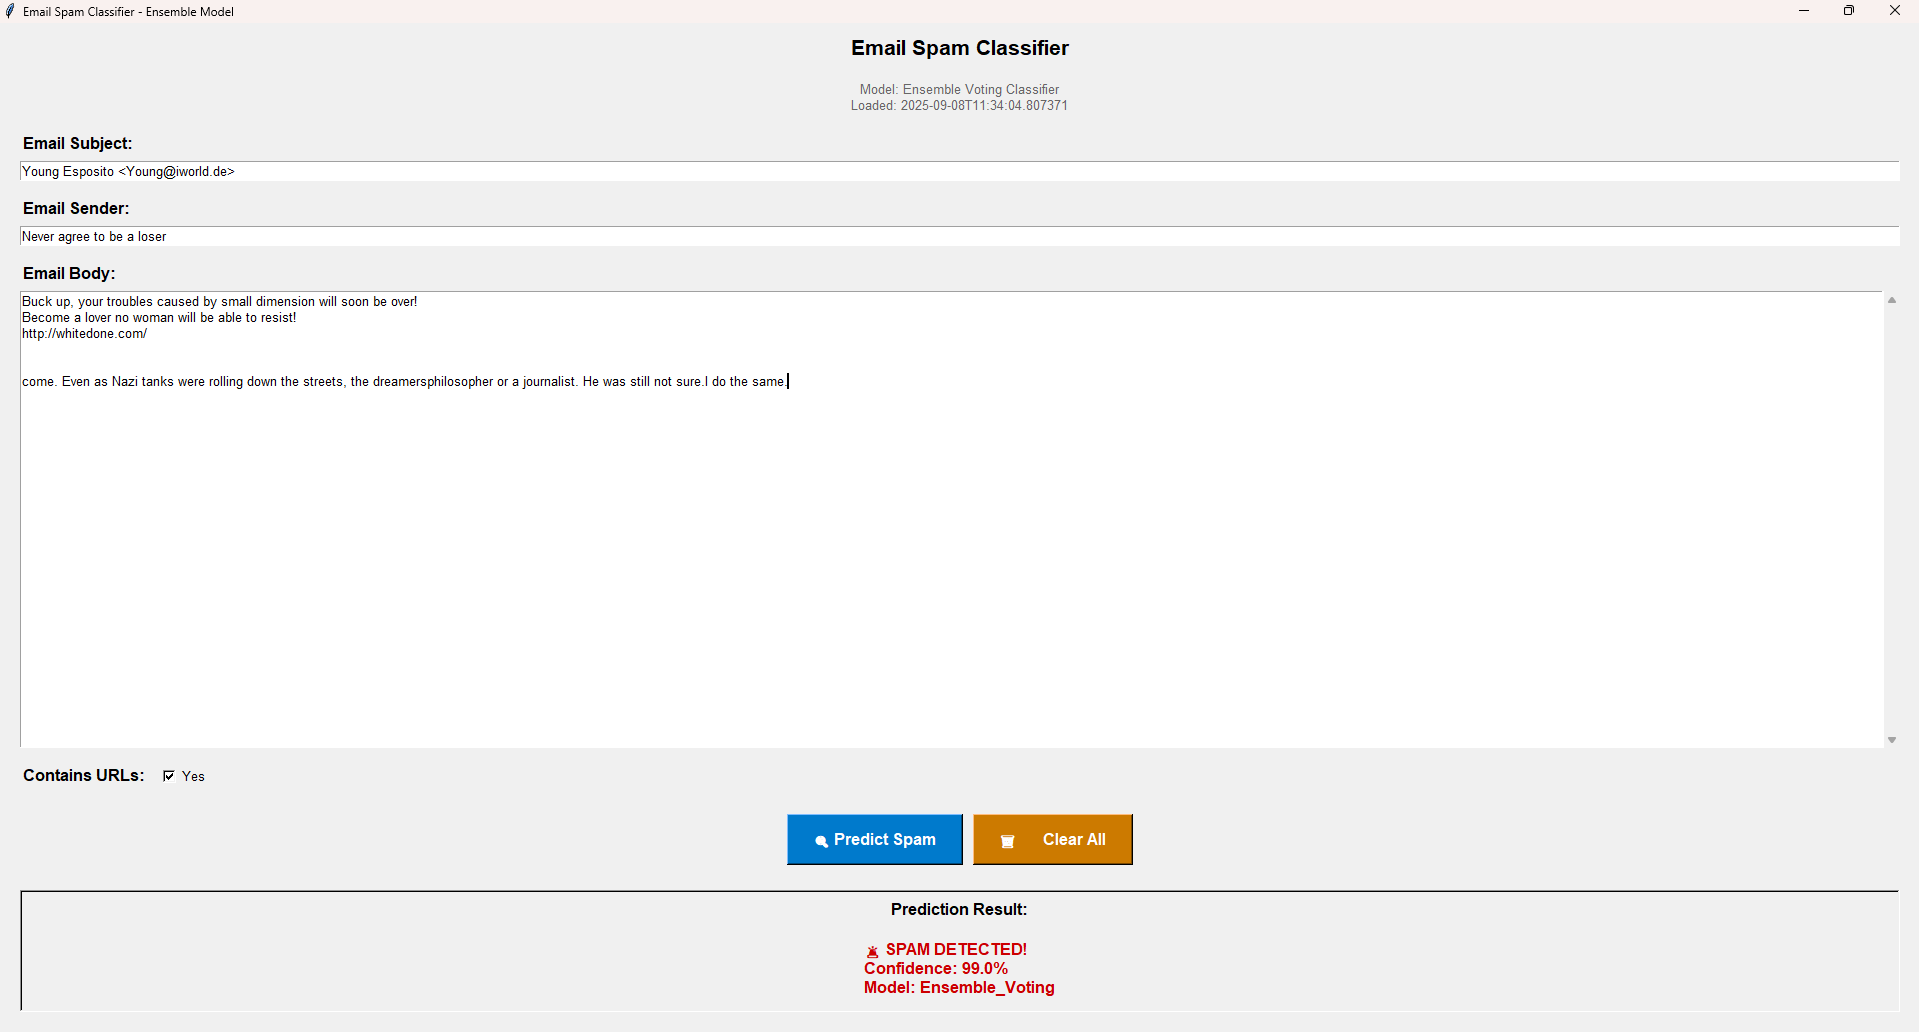 Email Spam Classifier - Ensemble Model
Email Spam Classifier
Model: Ensemble Voting Classifier
Loaded: 2025-09-08T11:34:04.807371
Email Subject:
Young Esposito <Young@iworld.de>
Email Sender:
Never agree to be a loser
Email Body:
Buck up, your troubles caused by small dimension will soon be over!
Become a lover no woman will be able to resist!
http://whitedone.com/
come. Even as Nazi tanks were rolling down the streets, the dreamersphilosopher or a journalist. He was still not sure.I do the same.
Contains URLs: Yes
Predict Spam Clear All
Prediction Result:
SPAM DETECTED!
Confidence: 99.0%
Model: Ensemble_Voting